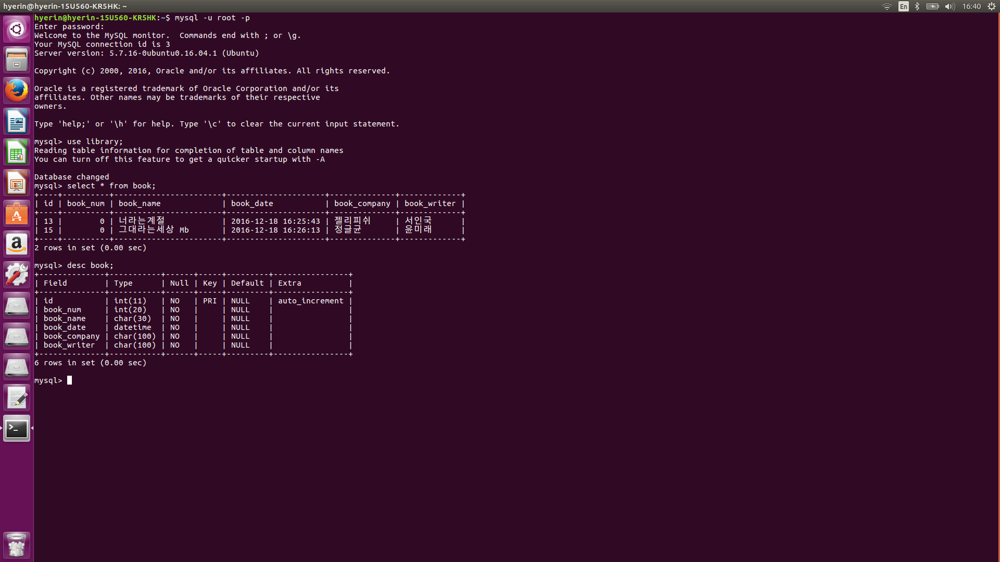 hyerin@hyerin-15U560-KR5HK: ~
En
16:40
hyerin@hyerin-15U560-KR5HK:~$ mysql -u root -p
Enter password:
Welcome to the MySQL monitor.  Commands end with ; or \g.
Your MySQL connection id is 3
Server version: 5.7.16-0ubuntu0.16.04.1 (Ubuntu)
Copyright (c) 2000, 2016, Oracle and/or its affiliates. All rights reserved.
Oracle is a registered trademark of Oracle Corporation and/or its
affiliates. Other names may be trademarks of their respective
owners.
Type 'help;' or '\h' for help. Type '\c' to clear the current input statement.
mysql> use library;
Reading table information for completion of table and column names
You can turn off this feature to get a quicker startup with -A
Database changed
mysql> select * from book;
+----+----------+-----------------------+---------------------+--------------+-------------+
| id | book_num | book_name             | book_date           | book_company | book_writer |
+----+----------+-----------------------+---------------------+--------------+-------------+
| 13 |        0 | 너라는계절            | 2016-12-18 16:25:43 | 젤리피쉬     | 서인국      |
| 15 |        0 | 그대라는세상 Mb       | 2016-12-18 16:26:13 | 정글균       | 윤미래      |
+----+----------+-----------------------+---------------------+--------------+-------------+
2 rows in set (0.00 sec)
mysql> desc book;
+--------------+-----------+------+-----+---------+----------------+
| Field        | Type      | Null | Key | Default | Extra          |
+--------------+-----------+------+-----+---------+----------------+
| id           | int(11)   | NO   | PRI | NULL    | auto_increment |
| book_num     | int(20)   | NO   |     | NULL    |                |
| book_name    | char(30)  | NO   |     | NULL    |                |
| book_date    | datetime  | NO   |     | NULL    |                |
| book_company | char(100) | NO   |     | NULL    |                |
| book_writer  | char(100) | NO   |     | NULL    |                |
+--------------+-----------+------+-----+---------+----------------+
6 rows in set (0.00 sec)
mysql>